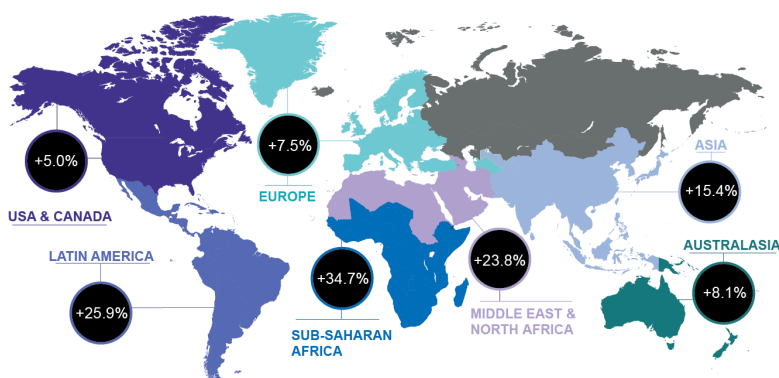 +5.0%
USA & CANADA
+7.5%
EUROPE
ASIA
+15.4%
LATIN AMERICA
+25.9%
+34.7%
SUB-SAHARAN
AFRICA
+23.8%
MIDDLE EAST &
NORTH AFRICA
AUSTRALASIA
+8.1%